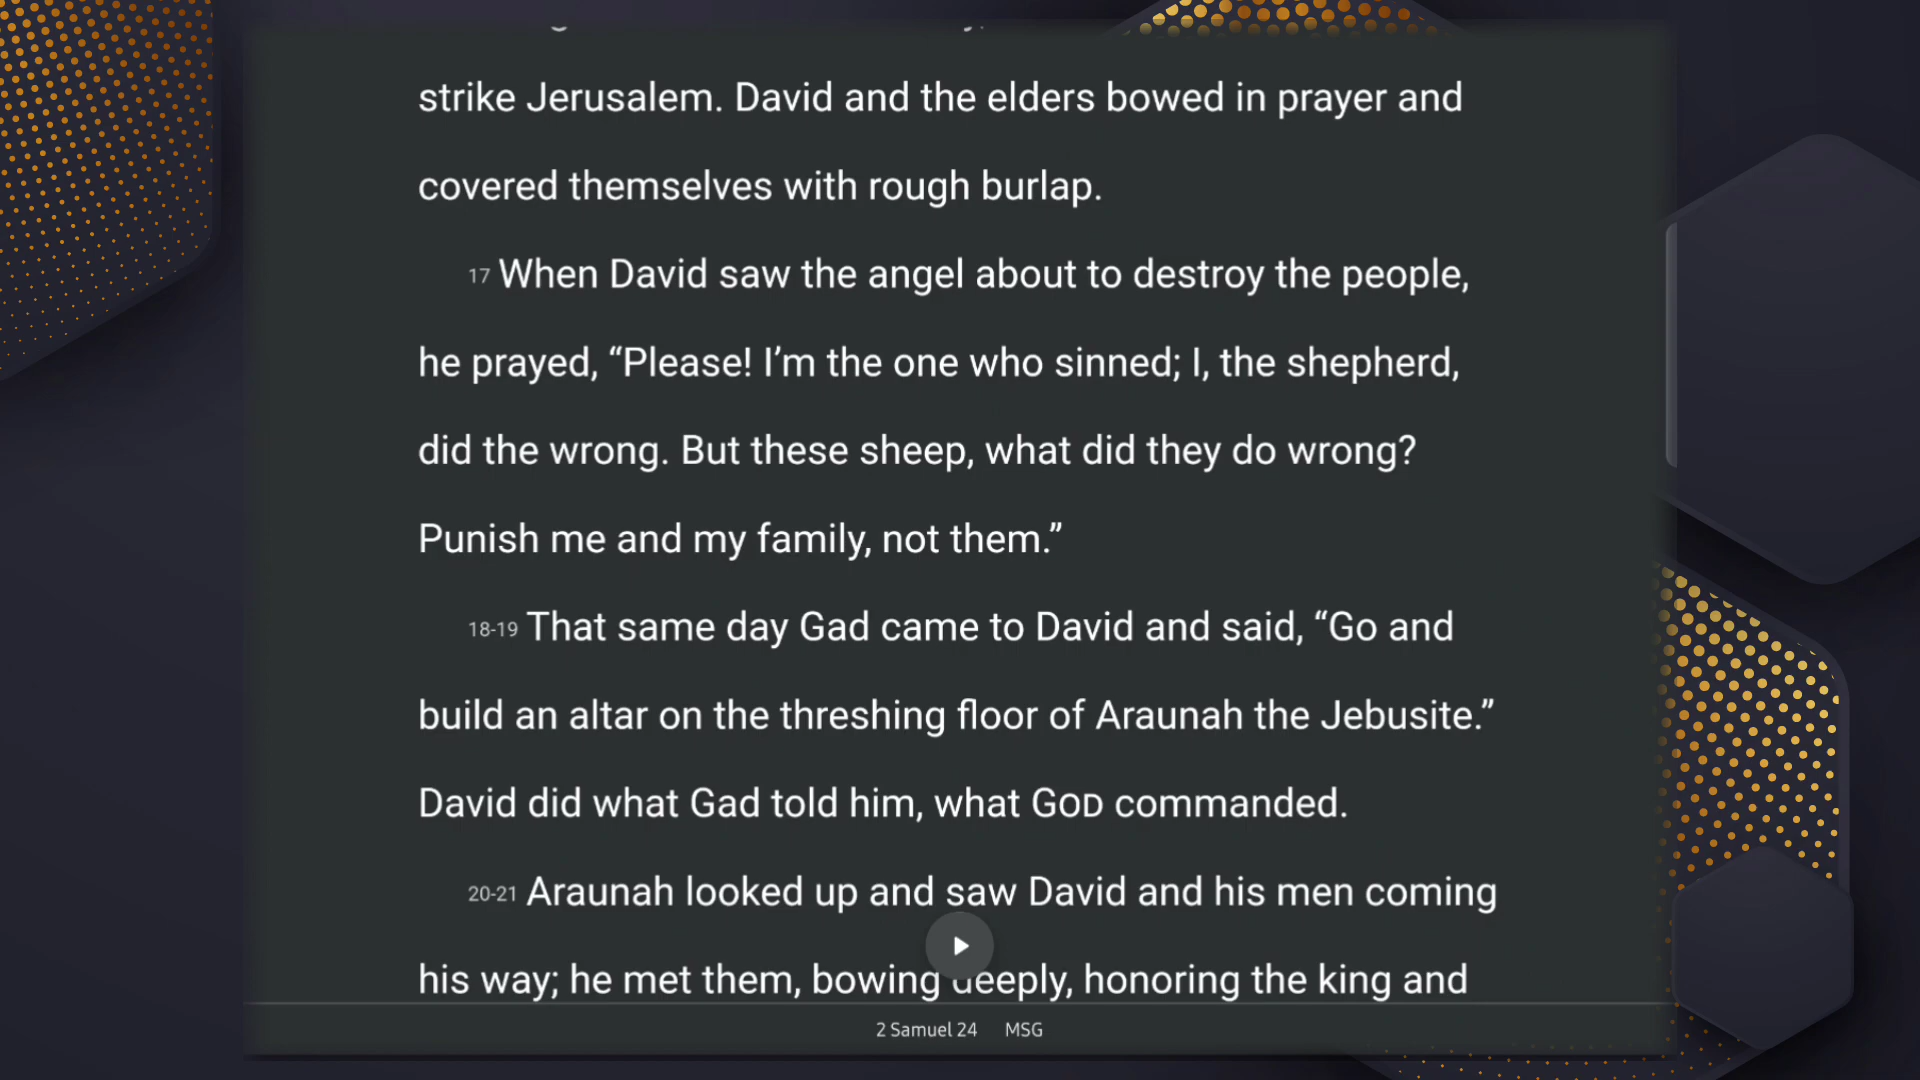 strike Jerusalem. David and the elders bowed in prayer and
covered themselves with rough burlap.
17 When David saw the angel about to destroy the people,
he prayed, “Please! I’m the one who sinned; I, the shepherd,
did the wrong. But these sheep, what did they do wrong?
Punish me and my family, not them.”
18-19 That same day Gad came to David and said, “Go and
build an altar on the threshing floor of Araunah the Jebusite.”
David did what Gad told him, what GOD commanded.
20-21 Araunah looked up and saw David and his men coming
his way; he met them, bowing deeply, honoring the king and
2 Samuel 24 MSG